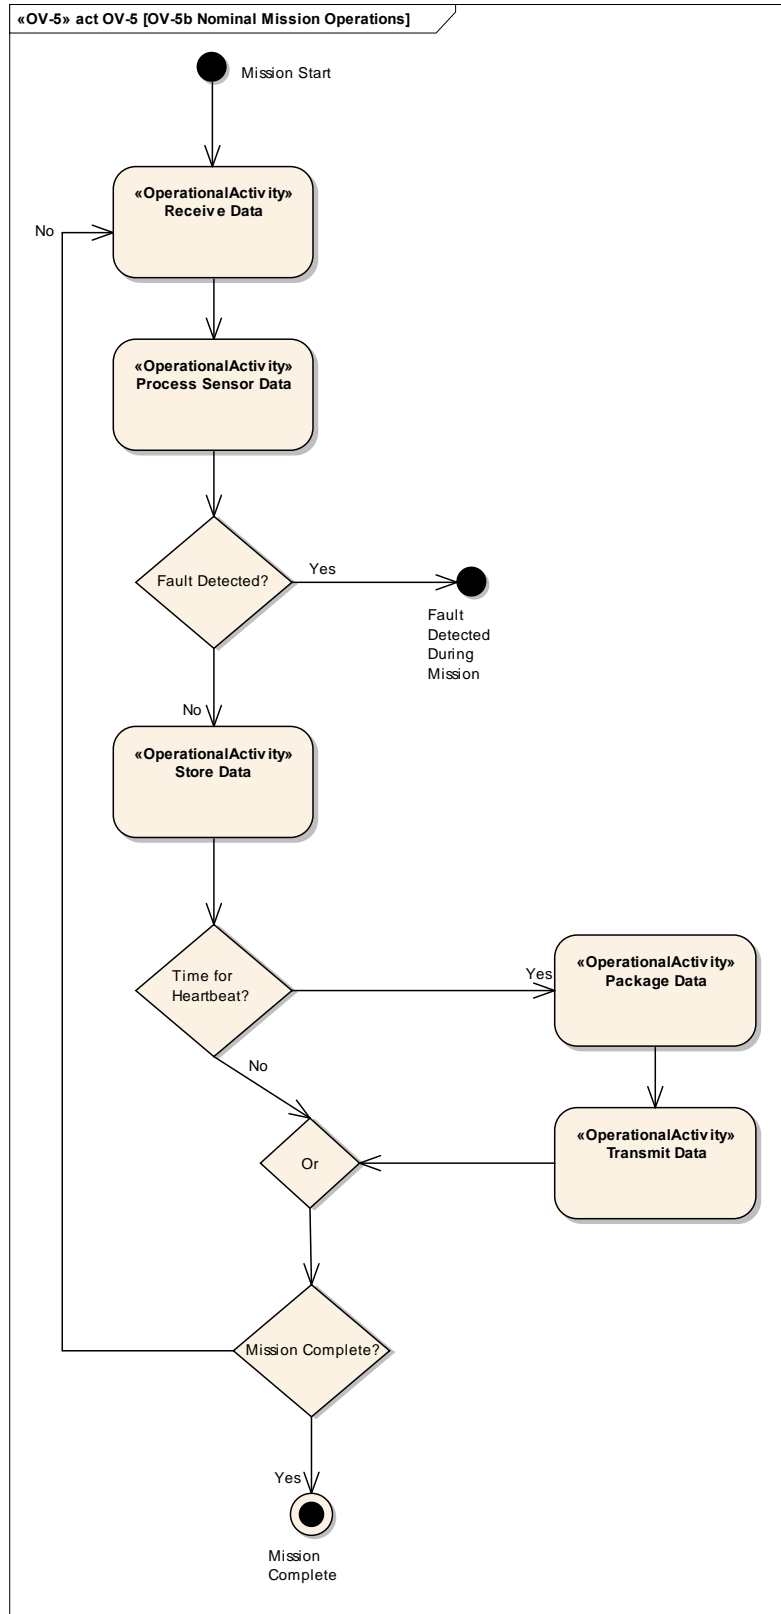 «OV-5» act OV-5 [OV-5b Nominal Mission Operations]
Mission Start
«OperationalActivity»
Receive Data
No
«OperationalActivity»
Process Sensor Data
Fault Detected?
Yes
Fault
Detected
During
Mission
No
«OperationalActivity»
Store Data
Time for
Heartbeat?
Yes
«OperationalActivity»
Package Data
No
«OperationalActivity»
Transmit Data
Or
Mission Complete?
Yes
Mission
Complete